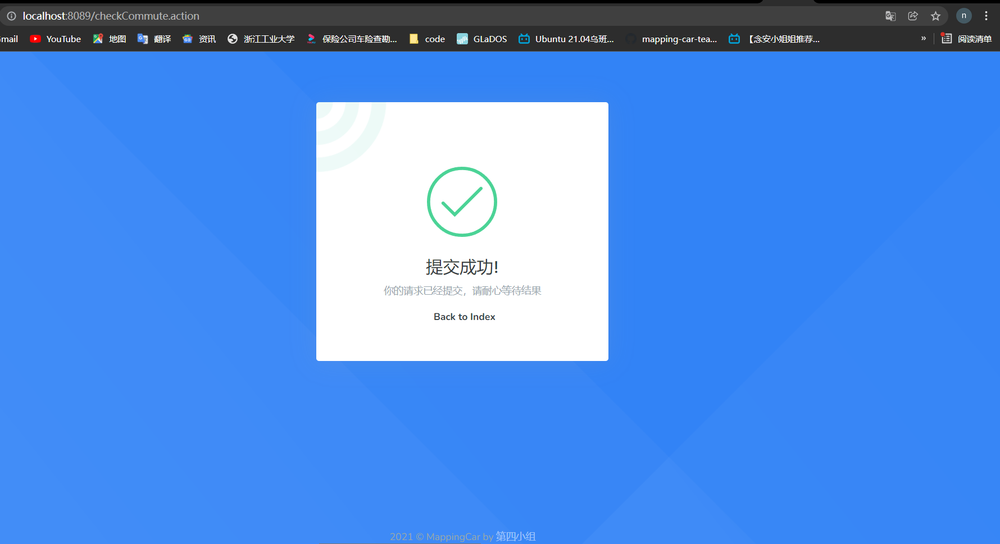 localhost:8089/checkCommute.action
n
mail YouTube 地图 翻译 资讯 浙江工业大学 保险公司车险查勘... code GLaDOS Ubuntu 21.04乌班... mapping-car-tea... 【念安小姐姐推荐... » 阅读清单
提交成功!
你的请求已经提交，请耐心等待结果
Back to Index
2021 © MappingCar by 第四小组